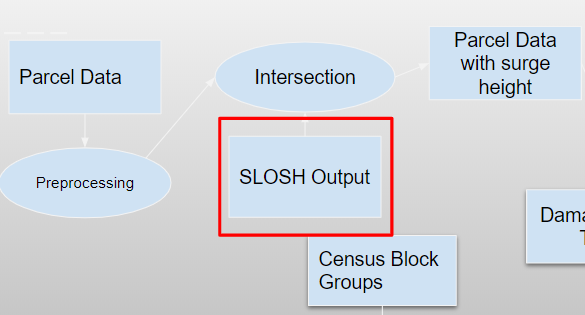 Parcel Data
Intersection
Parcel Data
with surge
height
Preprocessing
SLOSH Output
Census Block
Groups